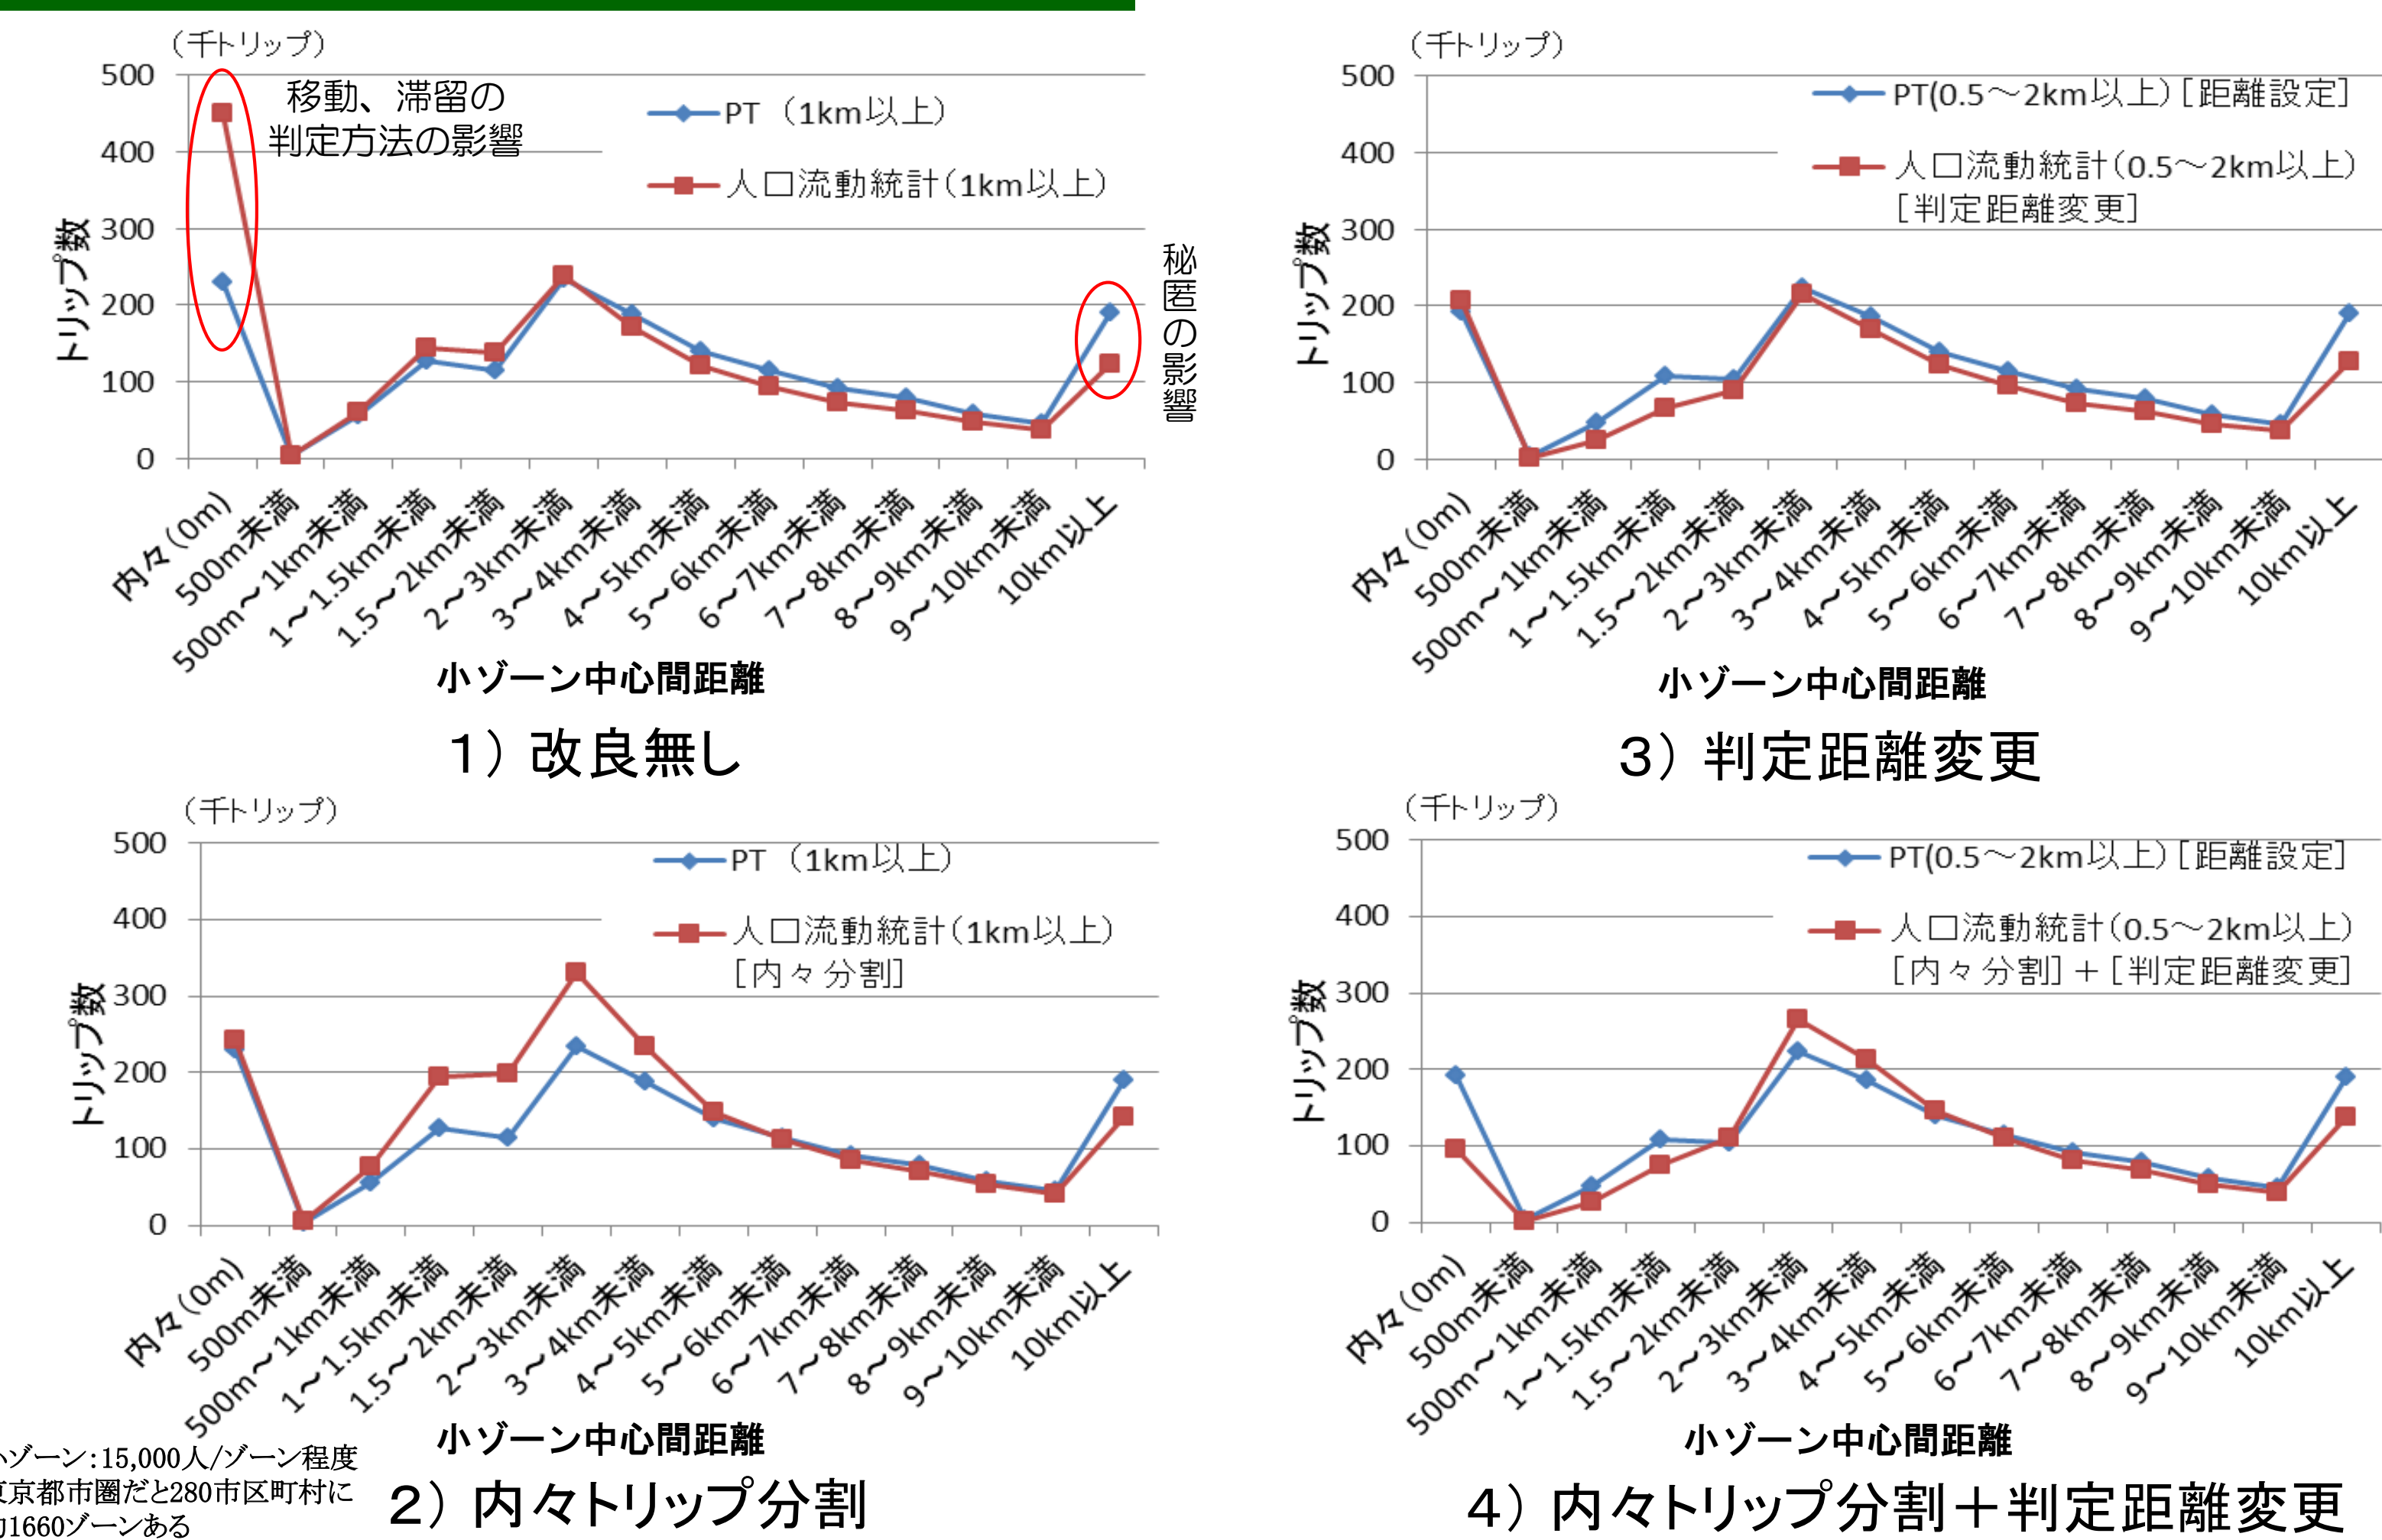 （千トリップ）
500
400
300
200
100
0
トリップ数
移動、滞留の
判定方法の影響
PT（1km以上）
人口流動統計（1km以上）
秘匿の影響
内々（0m）
500m未満
500m～1km未満
1～1.5km未満
1.5～2km未満
2～3km未満
3～4km未満
4～5km未満
5～6km未満
6～7km未満
7～8km未満
8～9km未満
9～10km未満
10km以上
小ゾーン中心間距離
１）改良無し
（千トリップ）
500
400
300
200
100
0
トリップ数
PT(0.5～2km以上)［距離設定］
人口流動統計（0.5～2km以上）
［判定距離変更］
内々（0m）
500m未満
500m～1km未満
1～1.5km未満
1.5～2km未満
2～3km未満
3～4km未満
4～5km未満
5～6km未満
6～7km未満
7～8km未満
8～9km未満
9～10km未満
10km以上
小ゾーン中心間距離
３）判定距離変更
（千トリップ）
500
400
300
200
100
0
トリップ数
PT（1km以上）
人口流動統計（1km以上）
［内々分割］
内々（0m）
500m未満
500m～1km未満
1～1.5km未満
1.5～2km未満
2～3km未満
3～4km未満
4～5km未満
5～6km未満
6～7km未満
7～8km未満
8～9km未満
9～10km未満
10km以上
小ゾーン中心間距離
２）内々トリップ分割
（千トリップ）
500
400
300
200
100
0
トリップ数
PT(0.5～2km以上)［距離設定］
人口流動統計（0.5～2km以上）
［内々分割］＋［判定距離変更］
内々（0m）
500m未満
500m～1km未満
1～1.5km未満
1.5～2km未満
2～3km未満
3～4km未満
4～5km未満
5～6km未満
6～7km未満
7～8km未満
8～9km未満
9～10km未満
10km以上
小ゾーン中心間距離
４）内々トリップ分割＋判定距離変更
小ゾーン：15,000人/ゾーン程度
東京都市圏だと280市区町村に
約1660ゾーンある